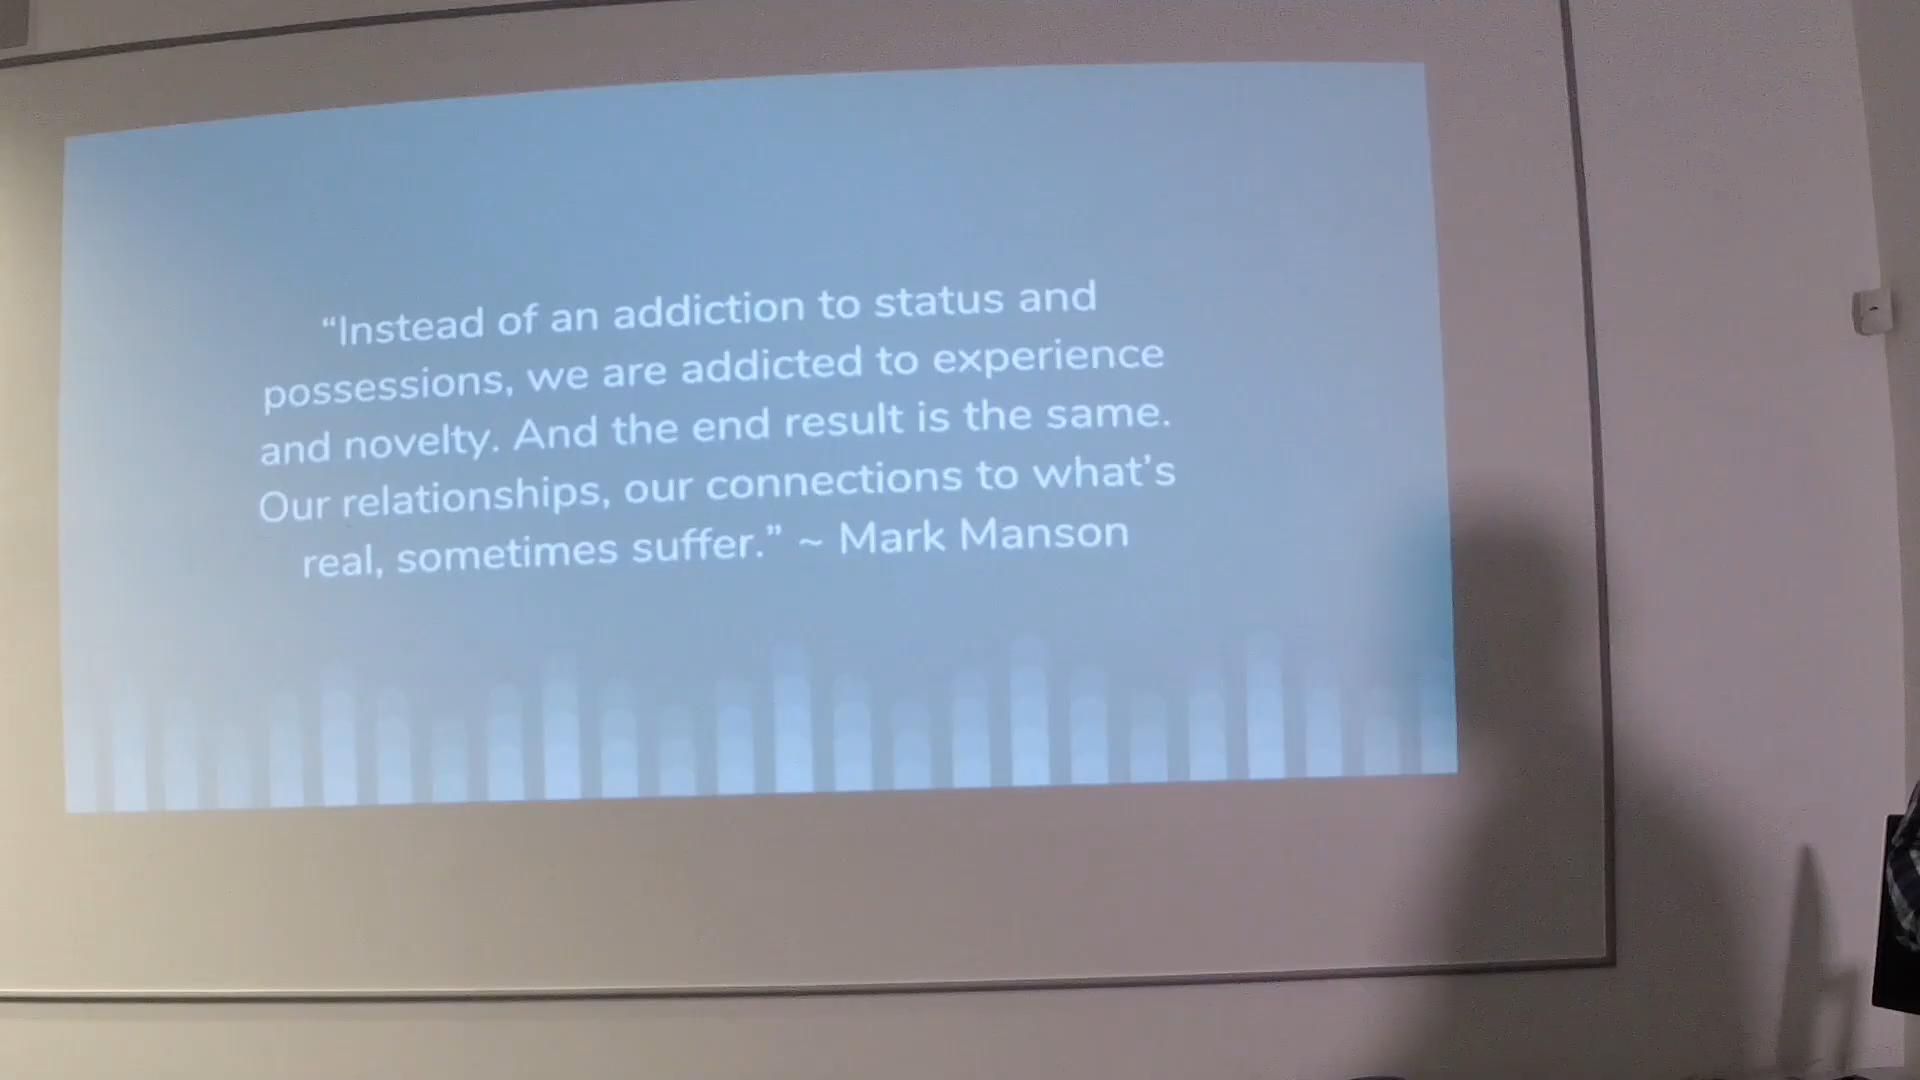 “Instead of an addiction to status and
possessions, we are addicted to experience
and novelty. And the end result is the same.
Our relationships, our connections to what’s
real, sometimes suffer.” ~ Mark Manson